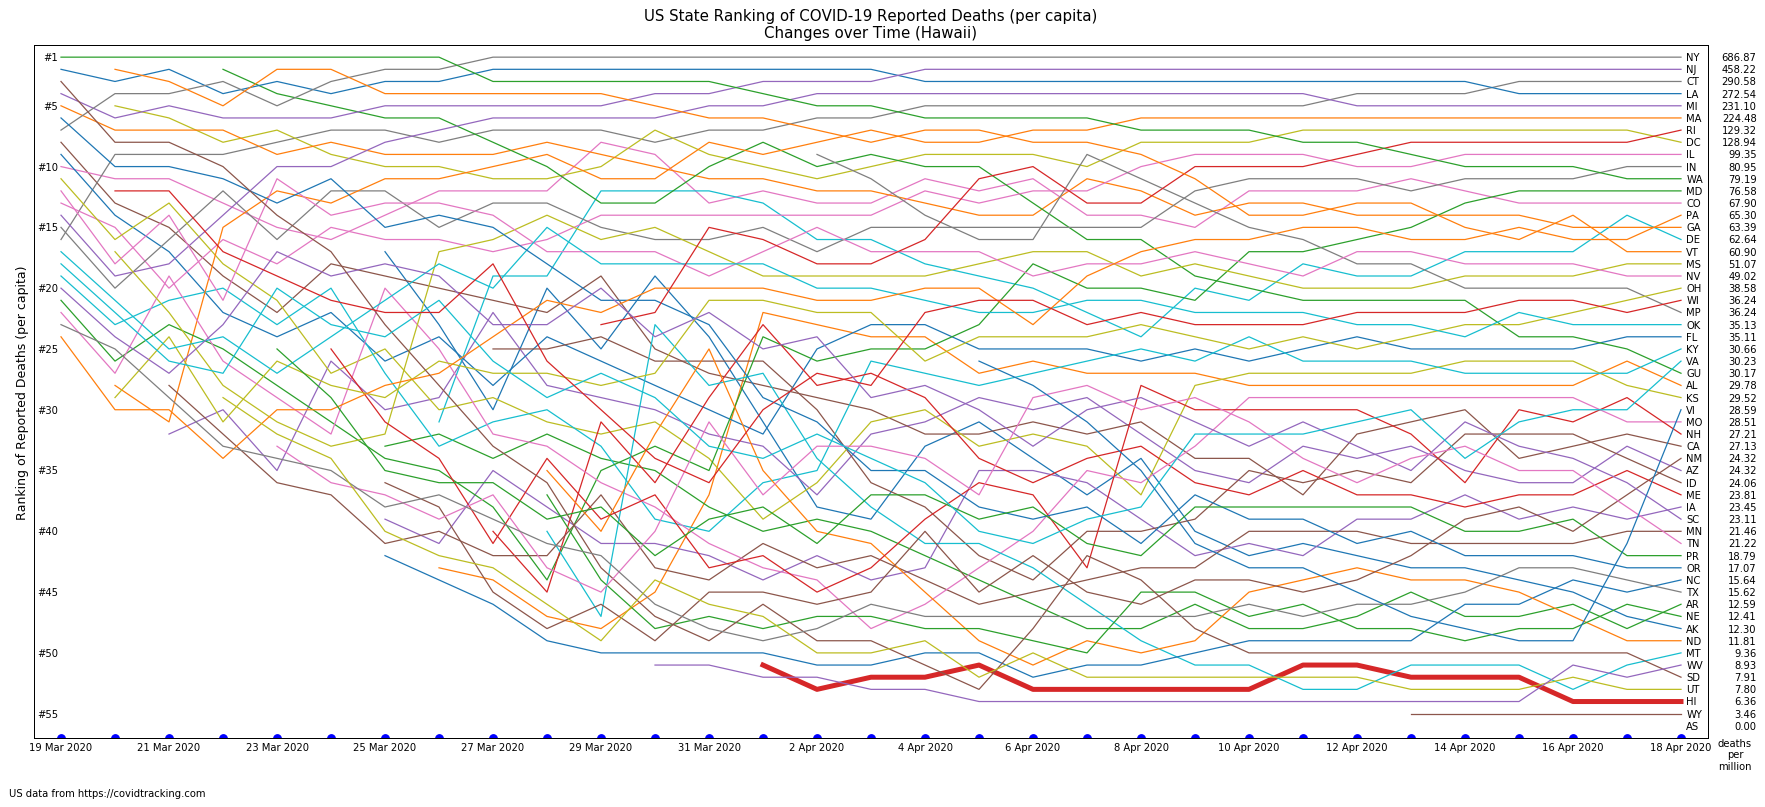 US State Ranking of COVID-19 Reported Deaths (per capita)
Changes over Time (Hawaii)
Ranking of Reported Deaths (per capita)
#1
#5
#10
#15
#20
#25
#30
#35
#40
#45
#50
#55
NY 686.87
NJ 458.22
CT 290.58
LA 272.54
MI 231.10
MA 224.48
RI 129.32
DC 128.94
IL 99.35
IN 80.95
WA 79.19
MD 76.58
CO 67.90
PA 65.30
GA 63.39
DE 62.64
VT 60.90
MS 51.07
NV 49.02
OH 38.58
WI 36.24
MP 36.24
OK 35.13
FL 35.11
KY 30.66
VA 30.23
GU 30.17
AL 29.78
KS 29.52
VI 28.59
MO 28.51
NH 27.21
CA 27.13
NM 24.32
AZ 24.32
ID 24.06
ME 23.81
IA 23.45
SC 23.11
MN 21.46
TN 21.22
PR 18.79
OR 17.07
NC 15.64
TX 15.62
AR 12.59
NE 12.41
AK 12.30
ND 11.81
MT 9.36
WV 8.93
SD 7.91
UT 7.80
HI 6.36
WY 3.46
AS 0.00
19 Mar 2020 21 Mar 2020 23 Mar 2020 25 Mar 2020 27 Mar 2020 29 Mar 2020 31 Mar 2020 2 Apr 2020 4 Apr 2020 6 Apr 2020 8 Apr 2020 10 Apr 2020 12 Apr 2020 14 Apr 2020 16 Apr 2020 18 Apr 2020
deaths
per
million
US data from https://covidtracking.com